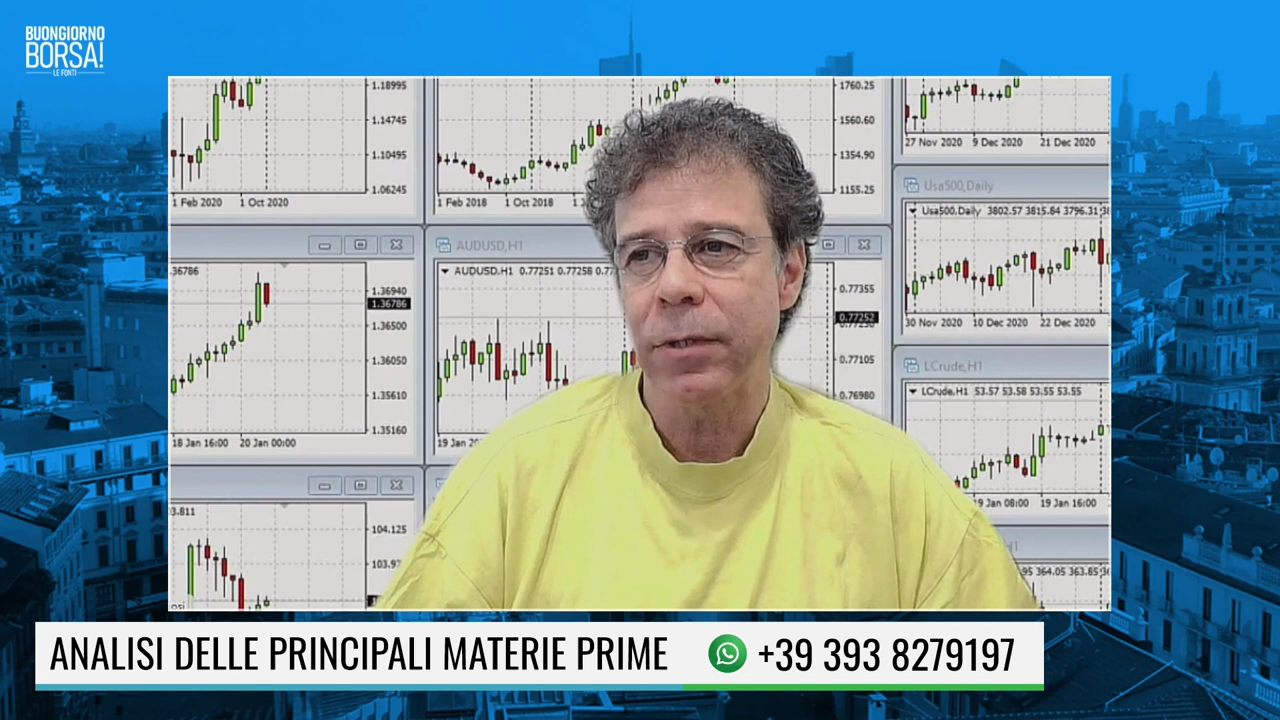 BUONGIORNO
BORSA!
LE FONTI
1.18995
1.14745
1.10495
1.06245
1 Feb 2020 1 Oct 2020
1760.25
1560.60
1354.90
1155.25
1 Feb 2018 1 Oct 2018
27 Nov 2020 9 Dec 2020 21 Dec 2020
Usa500,Daily
Usa500,Daily 3802.57 3815.84 3796.31
30 Nov 2020 10 Dec 2020 22 Dec 2020
1.36940
1.36786
1.36500
1.36050
1.35610
1.35160
18 Jan 16:00 20 Jan 00:00
AUDUSD,H1
AUDUSD,H1 0.77251 0.77258
0.77355
0.77252
0.77230
0.77105
0.76980
19 Jan
LCrude,H1
LCrude,H1 53.57 53.58 53.55 53.55
19 Jan 16:00
104.125
364.05 363.85
ANALISI DELLE PRINCIPALI MATERIE PRIME
+39 393 8279197